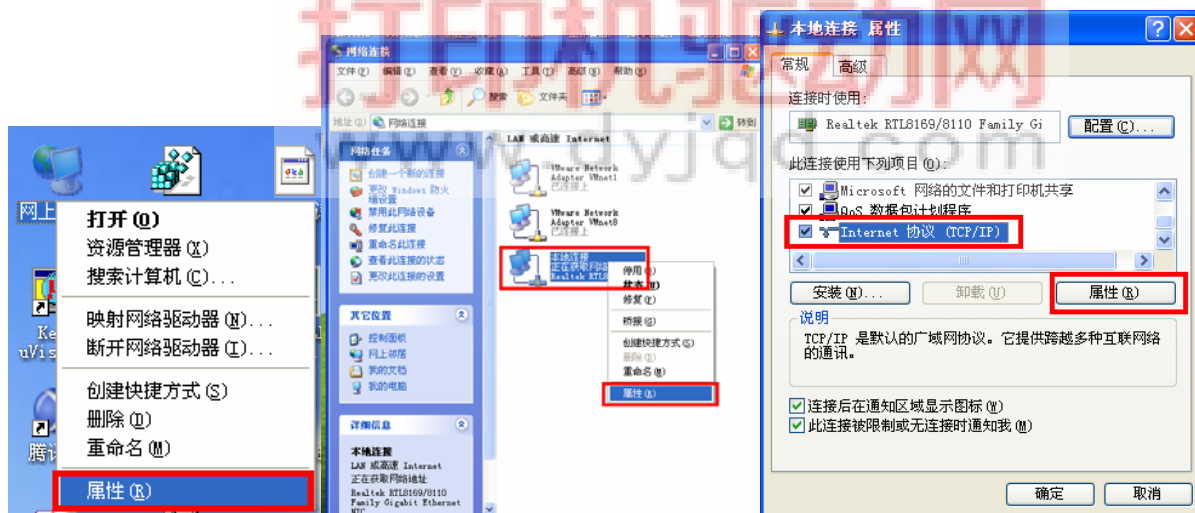 打印机驱动网
www.dyjqd.com
网上
打开(O)
资源管理器(X)
搜索计算机(C)...
映射网络驱动器(N)...
断开网络驱动器(I)...
创建快捷方式(S)
删除(D)
重命名(M)
属性(R)
Ke
uVis
腾讯
网络连接
文件(F) 编辑(E) 查看(V) 收藏(A) 工具(T) 高级(N) 帮助(H)
搜索 文件夹
地址(D) 网络连接 转到
网络任务
创建一个新的连接
更改 Windows 防火
墙设置
禁用此网络设备
修复此连接
重命名此连接
查看此连接的状态
更改此连接的设置
其它位置
控制面板
网上邻居
我的文档
我的电脑
详细信息
本地连接
LAN 或高速 Internet
正在获取网络地址
Realtek RTL8169/8110
Family Gigabit Ethernet
NIC
LAN 或高速 Internet
VMware Network
Adapter VMnet1
已连接上
VMware Network
Adapter VMnet8
已连接上
本地连接
正在获取网络
Realtek RTL8
停用(B)
状态(U)
修复(P)
桥接(G)
创建快捷方式(S)
删除(D)
重命名(M)
属性(R)
本地连接 属性
常规 高级
连接时使用:
Realtek RTL8169/8110 Family Gi
配置(C)...
此连接使用下列项目(O):
Microsoft 网络的文件和打印机共享
QoS 数据包计划程序
Internet 协议 (TCP/IP)
安装(N)... 卸载(U) 属性(R)
说明
TCP/IP 是默认的广域网协议。它提供跨越多种互联网络
的通讯。
连接后在通知区域显示图标(W)
此连接被限制或无连接时通知我(M)
确定 取消